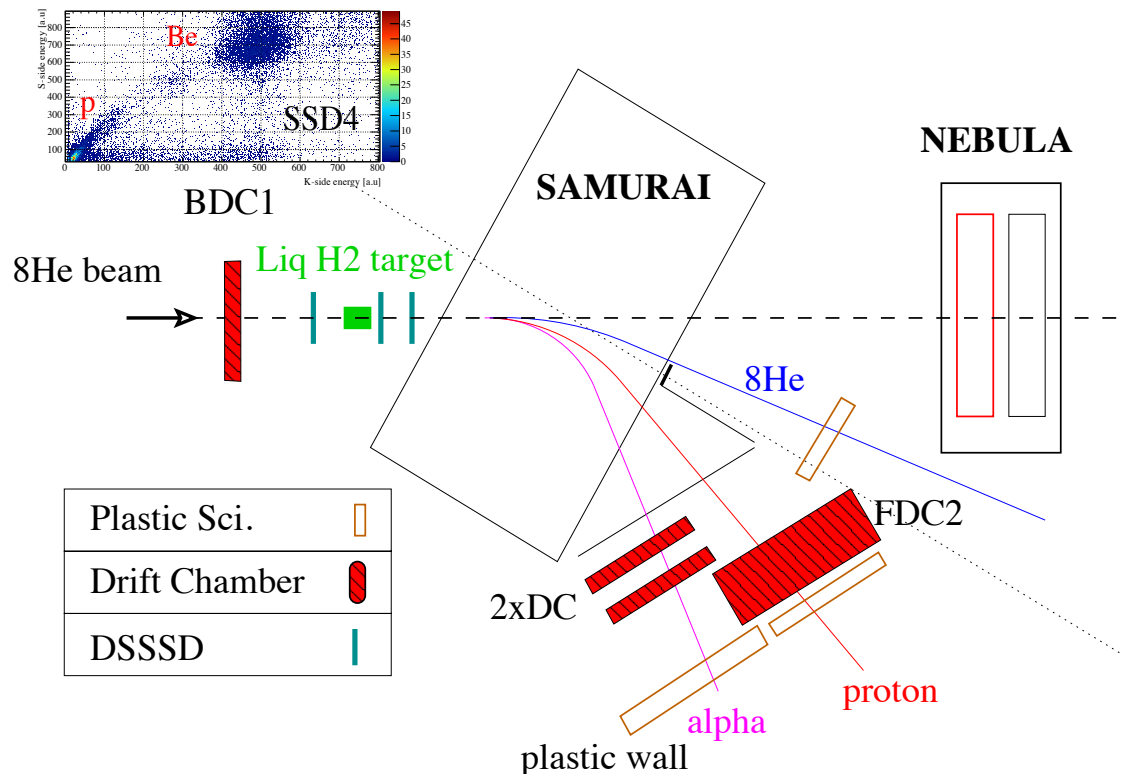 S-side energy [a.u]
900
800
700
600
500
400
300
200
100
Be
p
SSD4
0 100 200 300 400 500 600 700 800
K-side energy [a.u]
45
40
35
30
25
20
15
10
5
0
NEBULA
SAMURAI
BDC1
Liq H2 target
8He beam
8He
FDC2
Plastic Sci.
Drift Chamber
DSSSD
2xDC
proton
alpha
plastic wall